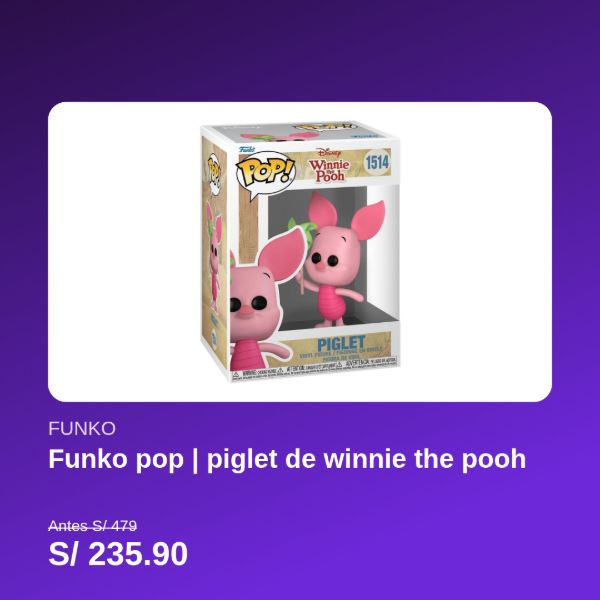 Funko
POP!
Disney
Winnie
the
Pooh
1514
POP!
PIGLET
FUNKO
Funko pop | piglet de winnie the pooh
Antes S/ 479
S/ 235.90